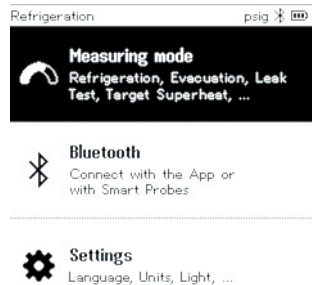 Refrigeration psig
Measuring mode
Refrigeration, Evacuation, Leak
Test, Target Superheat, ...
Bluetooth
Connect with the App or
with Smart Probes
Settings
Language, Units, Light, ...